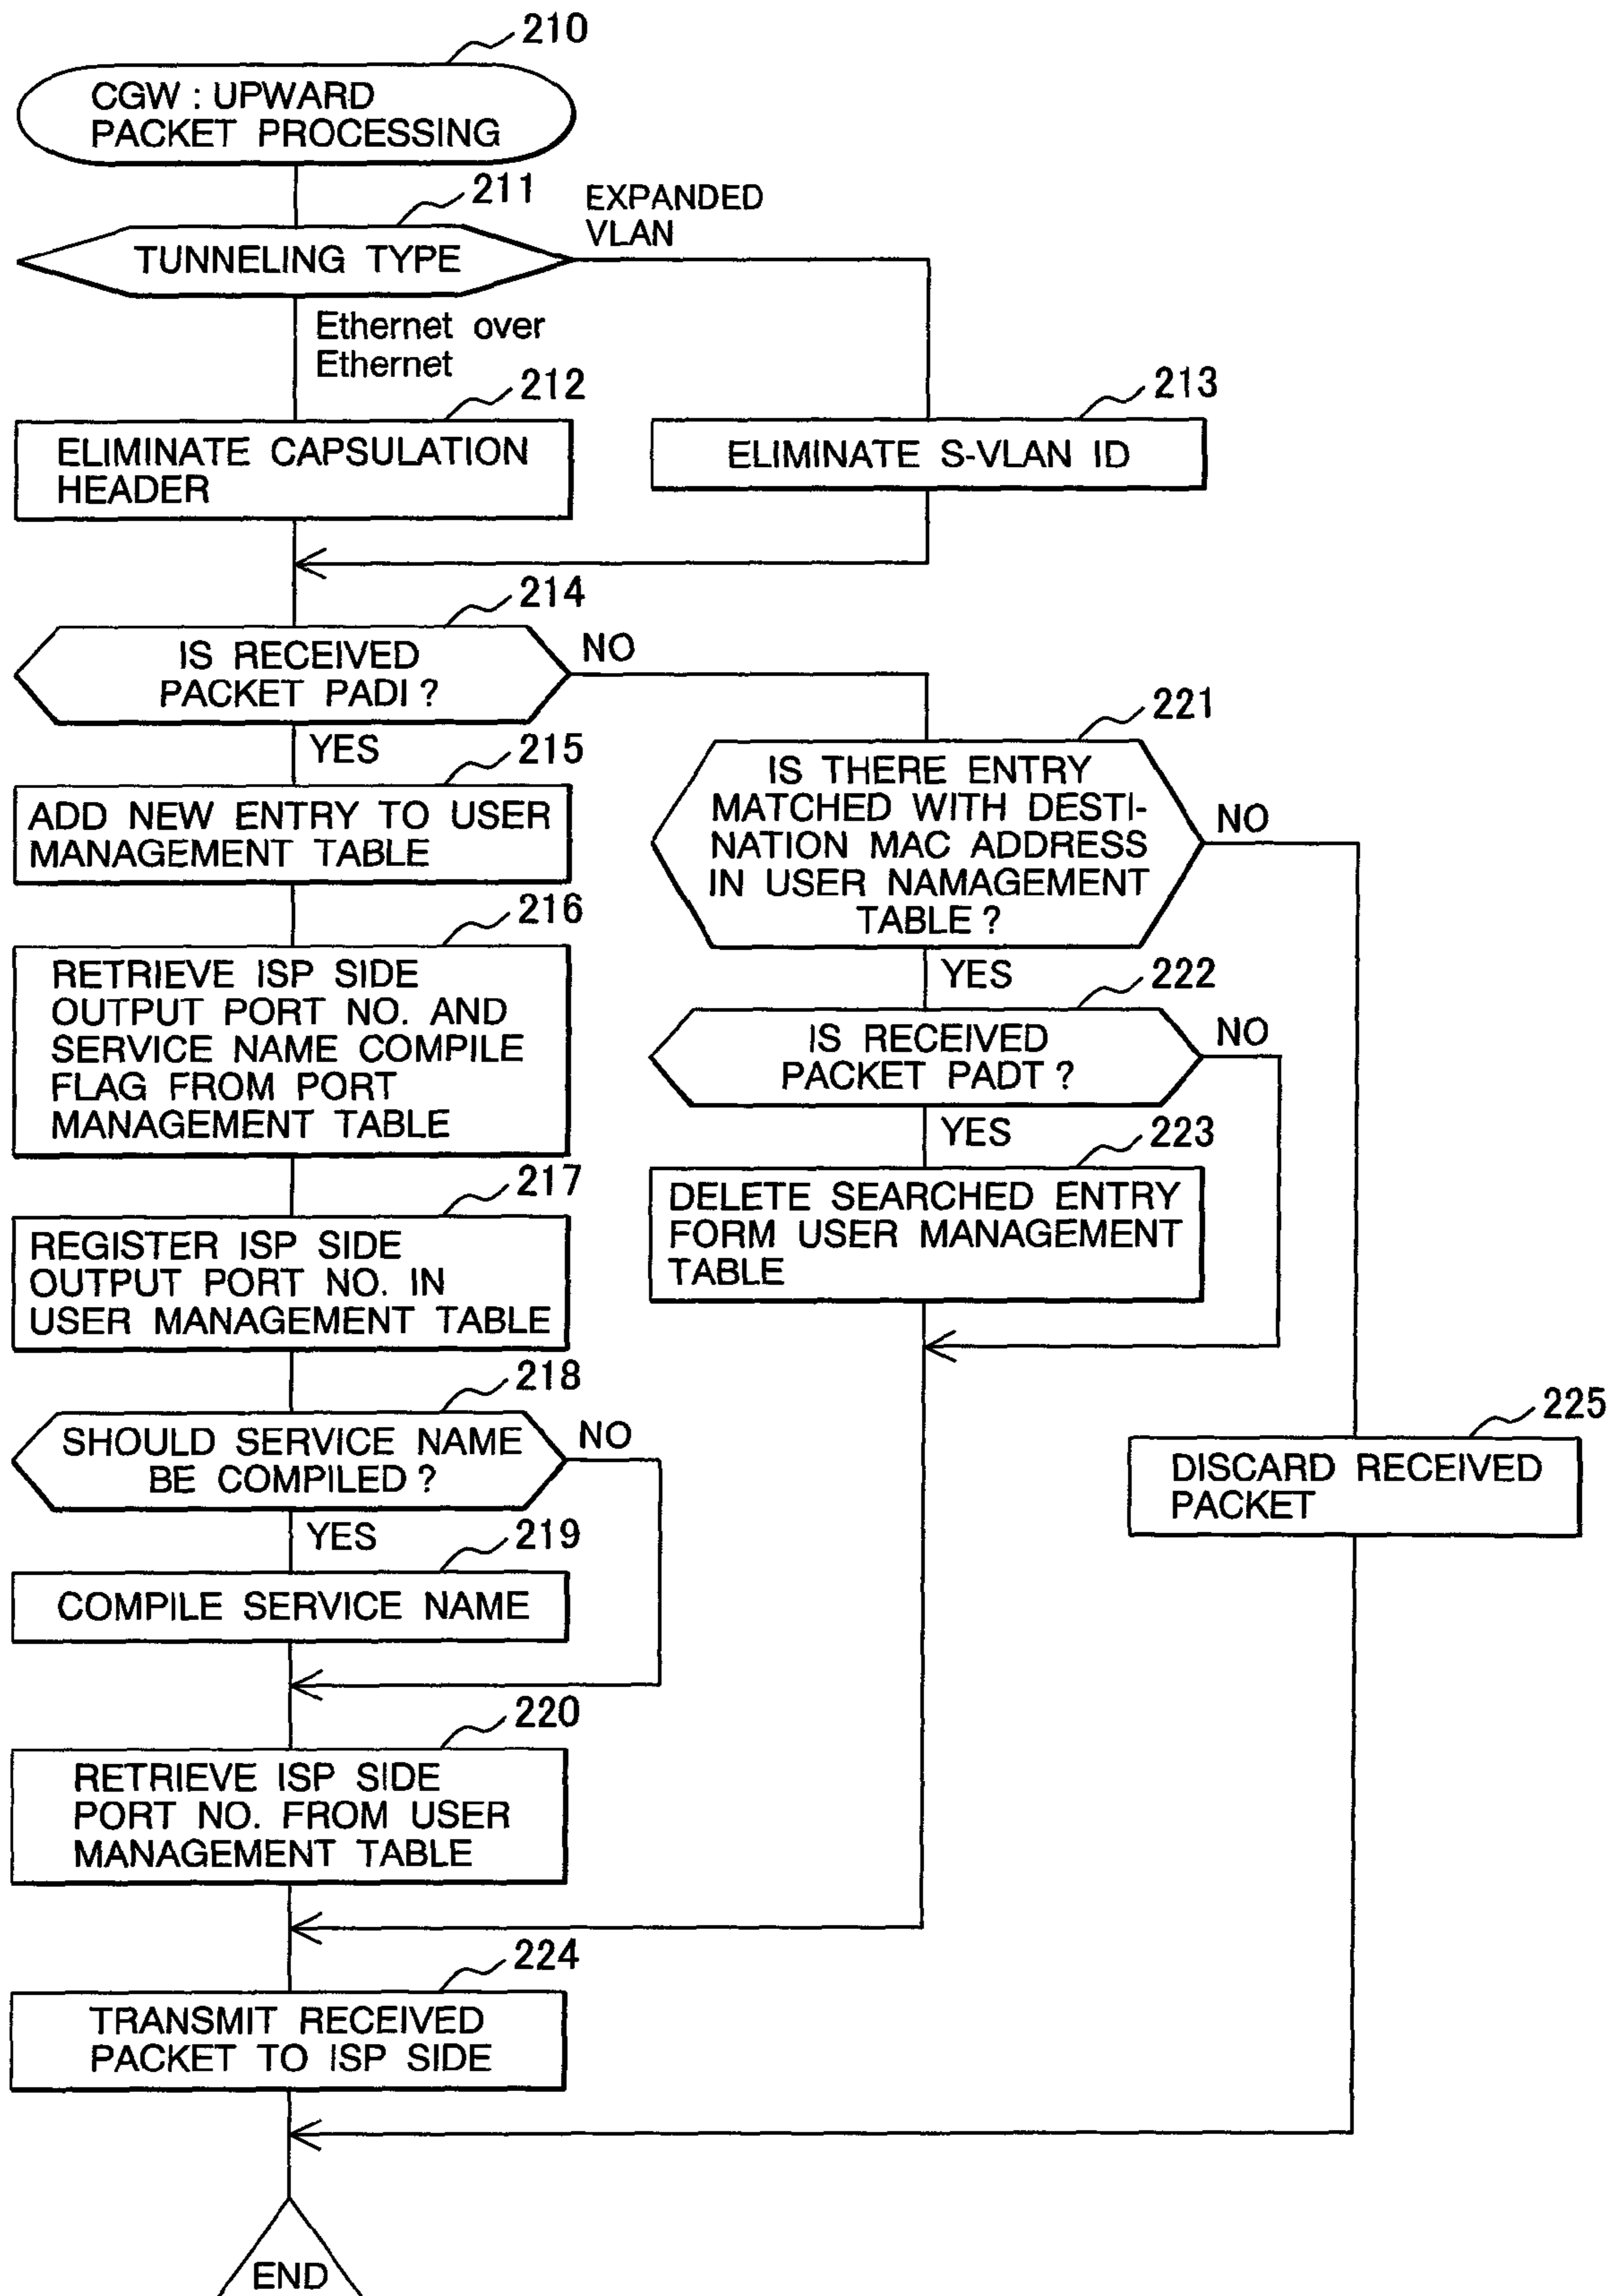 210
CGW : UPWARD
PACKET PROCESSING
211
EXPANDED
VLAN
TUNNELING TYPE
Ethernet over
Ethernet
212
213
ELIMINATE CAPSULATION
HEADER
ELIMINATE S-VLAN ID
214
IS RECEIVED
PACKET PADI ?
NO
YES
215
ADD NEW ENTRY TO USER
MANAGEMENT TABLE
216
RETRIEVE ISP SIDE
OUTPUT PORT NO. AND
SERVICE NAME COMPILE
FLAG FROM PORT
MANAGEMENT TABLE
217
REGISTER ISP SIDE
OUTPUT PORT NO. IN
USER MANAGEMENT TABLE
218
SHOULD SERVICE NAME
BE COMPILED ?
NO
YES
219
COMPILE SERVICE NAME
220
RETRIEVE ISP SIDE
PORT NO. FROM USER
MANAGEMENT TABLE
221
IS THERE ENTRY
MATCHED WITH DESTI-
NATION MAC ADDRESS
IN USER NAMAGEMENT
TABLE ?
NO
YES
222
IS RECEIVED
PACKET PADT ?
NO
YES
223
DELETE SEARCHED ENTRY
FORM USER MANAGEMENT
TABLE
225
DISCARD RECEIVED
PACKET
224
TRANSMIT RECEIVED
PACKET TO ISP SIDE
END